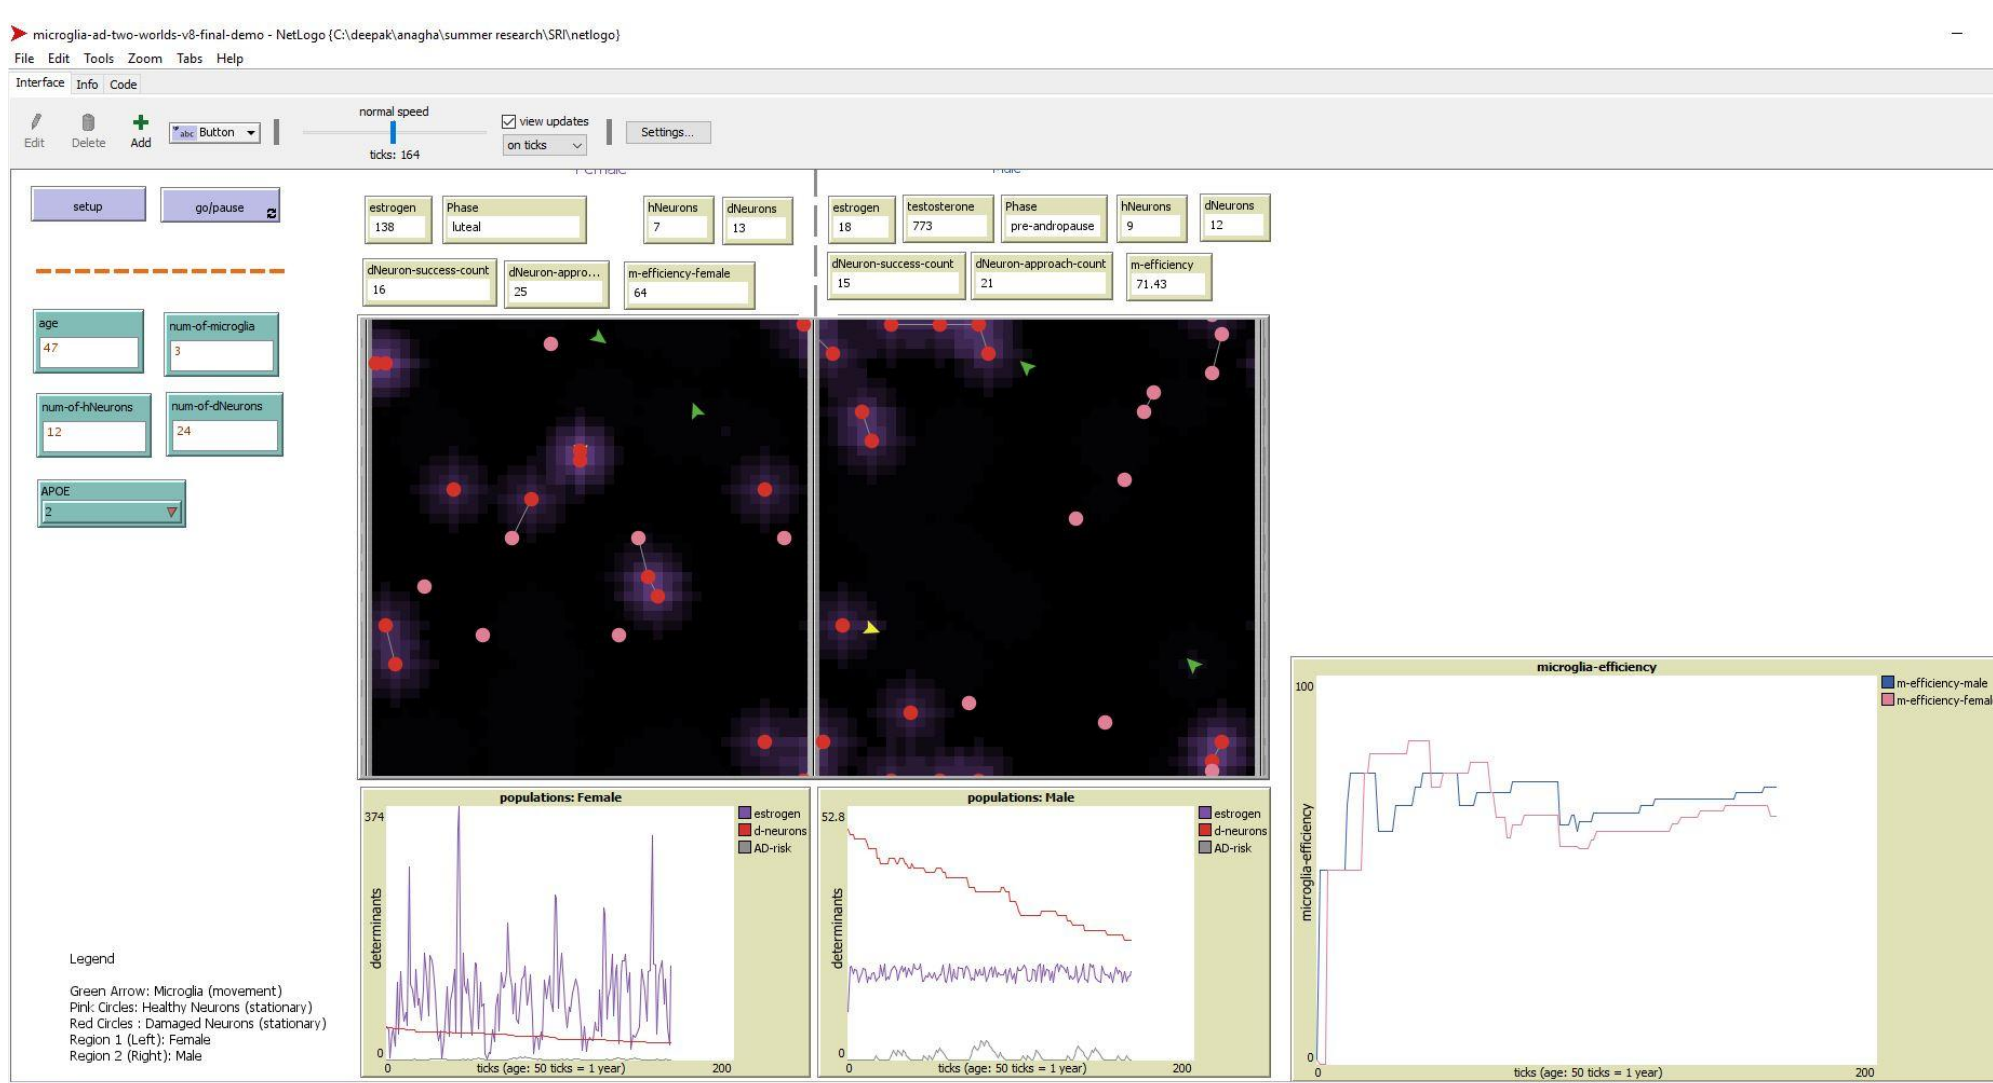 microglia-ad-two-worlds-v8-final-demo - NetLogo {C:\deepak\anagha\summer research\SRI\netlogo}
File Edit Tools Zoom Tabs Help
Interface Info Code
Edit Delete Add abc Button
normal speed
ticks: 164
view updates
on ticks
Settings...
setup
go/pause
age
47
num-of-microglia
3
num-of-hNeurons
12
num-of-dNeurons
24
APOE
2
Female
estrogen
138
Phase
luteal
hNeurons
7
dNeurons
13
dNeuron-success-count
16
dNeuron-appro...
25
m-efficiency-female
64
Male
estrogen
18
testosterone
773
Phase
pre-andropause
hNeurons
9
dNeurons
12
dNeuron-success-count
15
dNeuron-approach-count
21
m-efficiency
71.43
populations: Female
374
determinants
0
0
ticks (age: 50 ticks = 1 year)
200
estrogen
d-neurons
AD-risk
populations: Male
52.8
determinants
0
0
ticks (age: 50 ticks = 1 year)
200
estrogen
d-neurons
AD-risk
microglia-efficiency
100
microglia-efficiency
0
0
ticks (age: 50 ticks = 1 year)
200
m-efficiency-male
m-efficiency-femal
Legend
Green Arrow: Microglia (movement)
Pink Circles: Healthy Neurons (stationary)
Red Circles : Damaged Neurons (stationary)
Region 1 (Left): Female
Region 2 (Right): Male